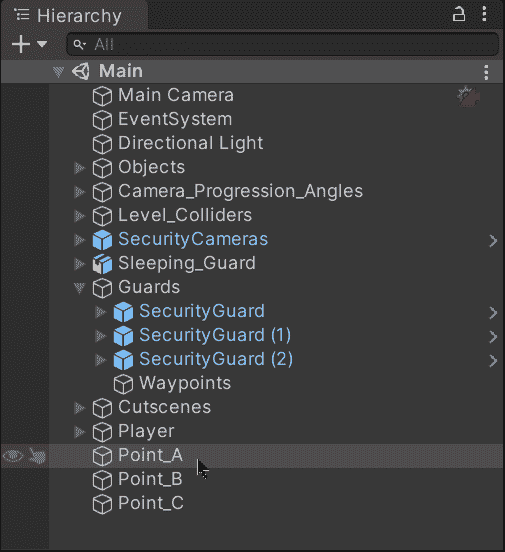 Hierarchy
All
Main
Main Camera
EventSystem
Directional Light
Objects
Camera_Progression_Angles
Level_Colliders
SecurityCameras
Sleeping_Guard
Guards
SecurityGuard
SecurityGuard (1)
SecurityGuard (2)
Waypoints
Cutscenes
Player
Point_A
Point_B
Point_C